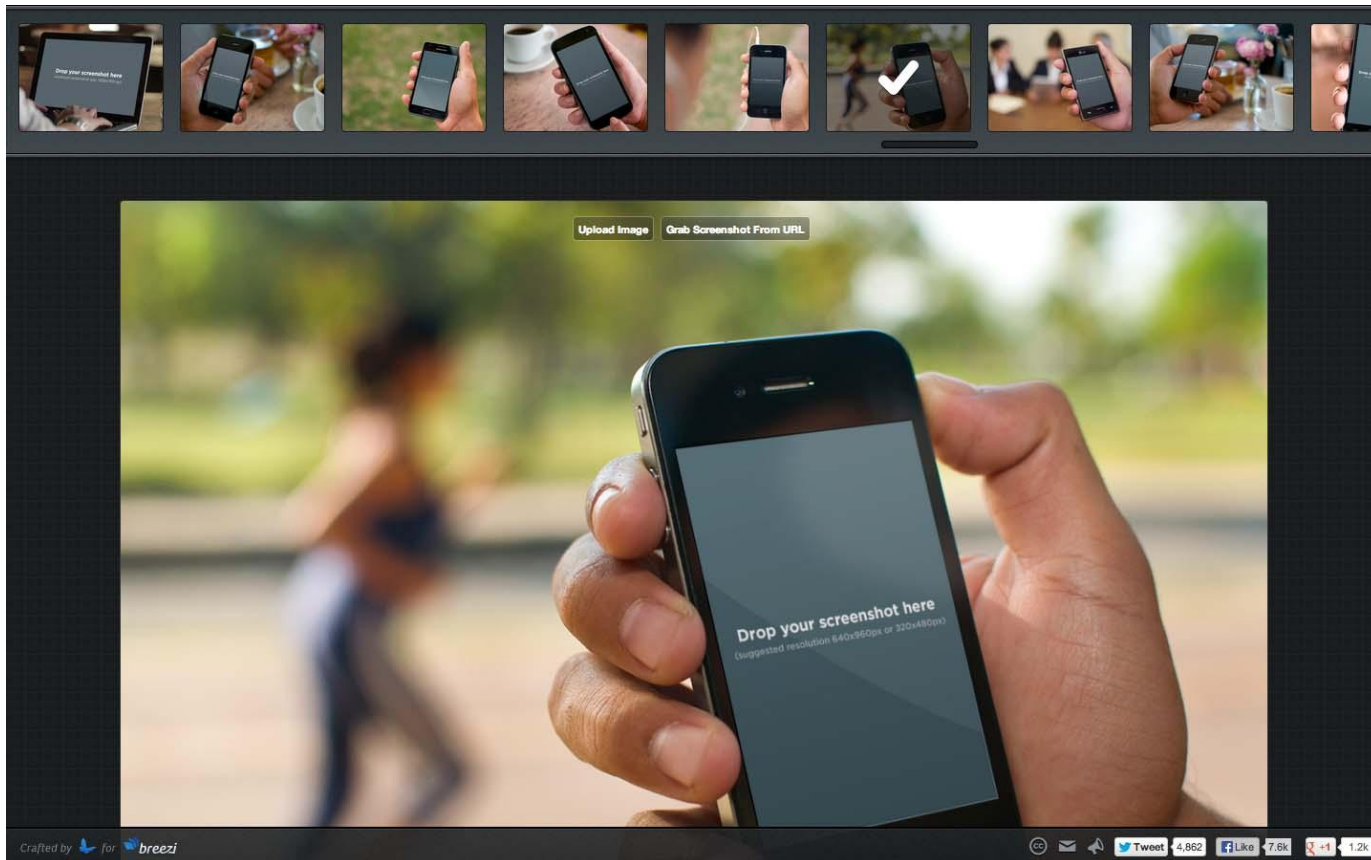 Drop your screenshot here
Upload Image
Grab Screenshot From URL
Drop your screenshot here
(suggested resolution 640x960px or 320x480px)
Crafted by for breezi
cc
Tweet 4,862
Like 7.6k
g +1 1.2k